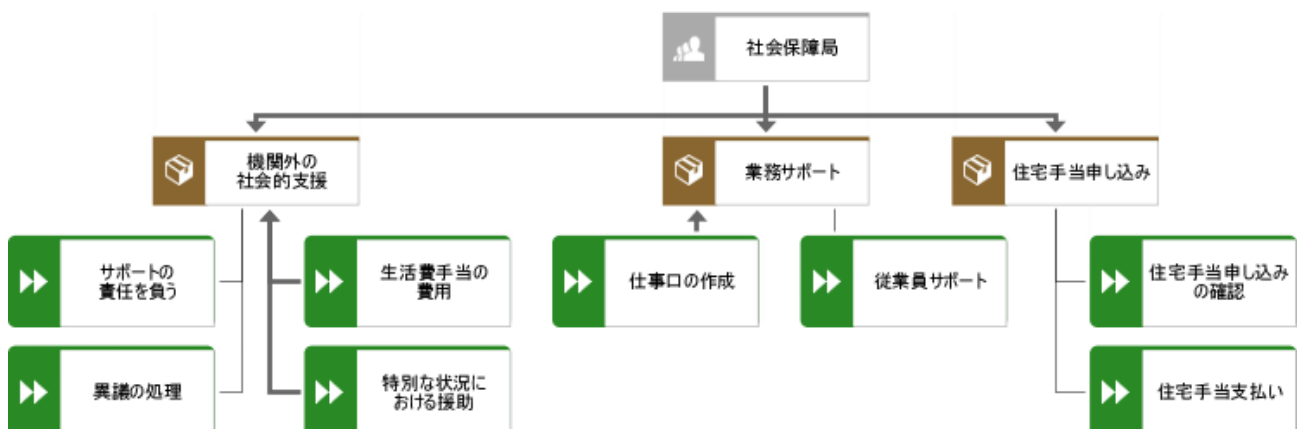 社会保障局
機関外の
社会的支援
業務サポート
住宅手当申し込み
サポートの
責任を負う
生活費手当の
費用
仕事口の作成
従業員サポート
住宅手当申し込み
の確認
異議の処理
特別な状況に
おける援助
住宅手当支払い